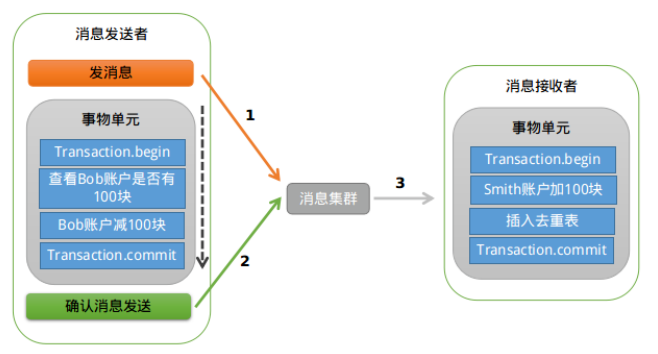 消息发送者
发消息
事物单元
Transaction.begin
查看Bob账户是否有
100块
Bob账户减100块
Transaction.commit
确认消息发送
1
2
消息集群
3
消息接收者
事物单元
Transaction.begin
Smith账户加100块
插入去重表
Transaction.commit